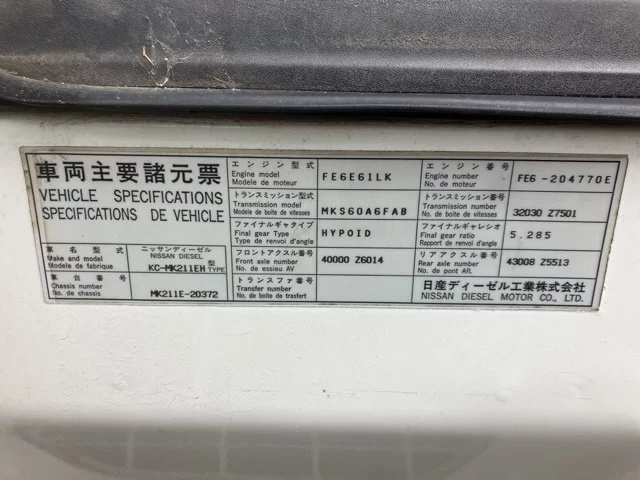 車両主要諸元票
VEHICLE SPECIFICATIONS
SPECIFICATIONS DE VEHICLE
車名型式
Make and model
Modele de fabrique
ニッサンディーゼル
NISSAN DIESEL
KC-MK211EH
型
TYPE
車台番号
Chassis number
No. de chassis
MK211E-20372
エンジン型式
Engine model
Modèle de moteur
FE6E61LK
エンジン番号
Engine number
No. de moteur
FE6-204770E
トランスミッション型式
Transmission model
Modèle de boite de vitesses
MKS60A6FAB
トランスミッション番号
Transmission number
No. de boite de vitesses
32030 Z7501
ファイナルギャタイプ
Final gear Type
Type de renvoi d'angle
HYPOID
ファイナルギャレシオ
Final gear ratio
Rapport de renvoi d'angle
5.285
フロントアクスル番号
Front axle number
No. de essieu AV
40000 Z6014
リアアクスル番号
Rear axle number
No. de pont AR.
43008 Z5513
トランスファ番号
Transfer number
No. de boite de trasfert
日産ディーゼル工業株式会社
NISSAN DIESEL MOTOR CO., LTD.